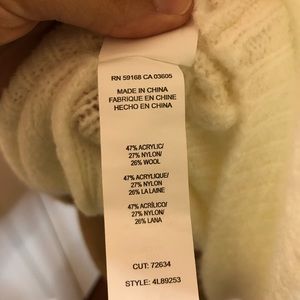 RN 59168 CA 03605
MADE IN CHINA
FABRIQUE EN CHINE
HECHO EN CHINA
47% ACRYLIC/
27% NYLON/
26% WOOL
47% ACRYLIQUE/
27% NYLON
26% LA LAINE
47% ACRÍLICO/
27% NYLON/
26% LANA
CUT: 72634
STYLE: 4L89253